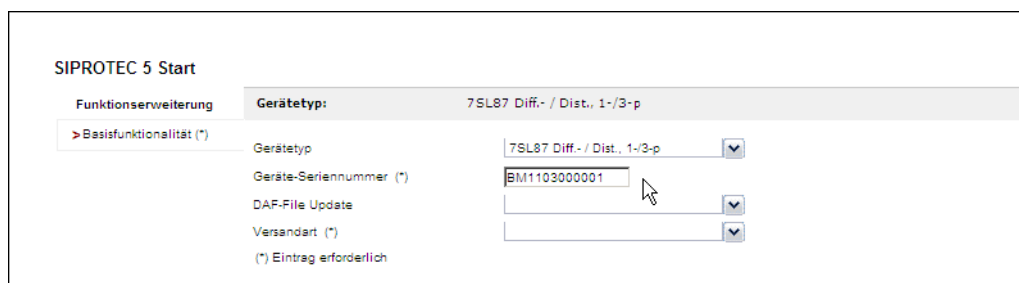 SIPROTEC 5 Start
Funktionserweiterung
Gerätetyp: 7SL87 Diff.- / Dist., 1-/3-p
>Basisfunktionalität (*)
Gerätetyp 7SL87 Diff.- / Dist., 1-/3-p
Geräte-Seriennummer (*) BM1103000001
DAF-File Update
Versandart (*)
(*) Eintrag erforderlich